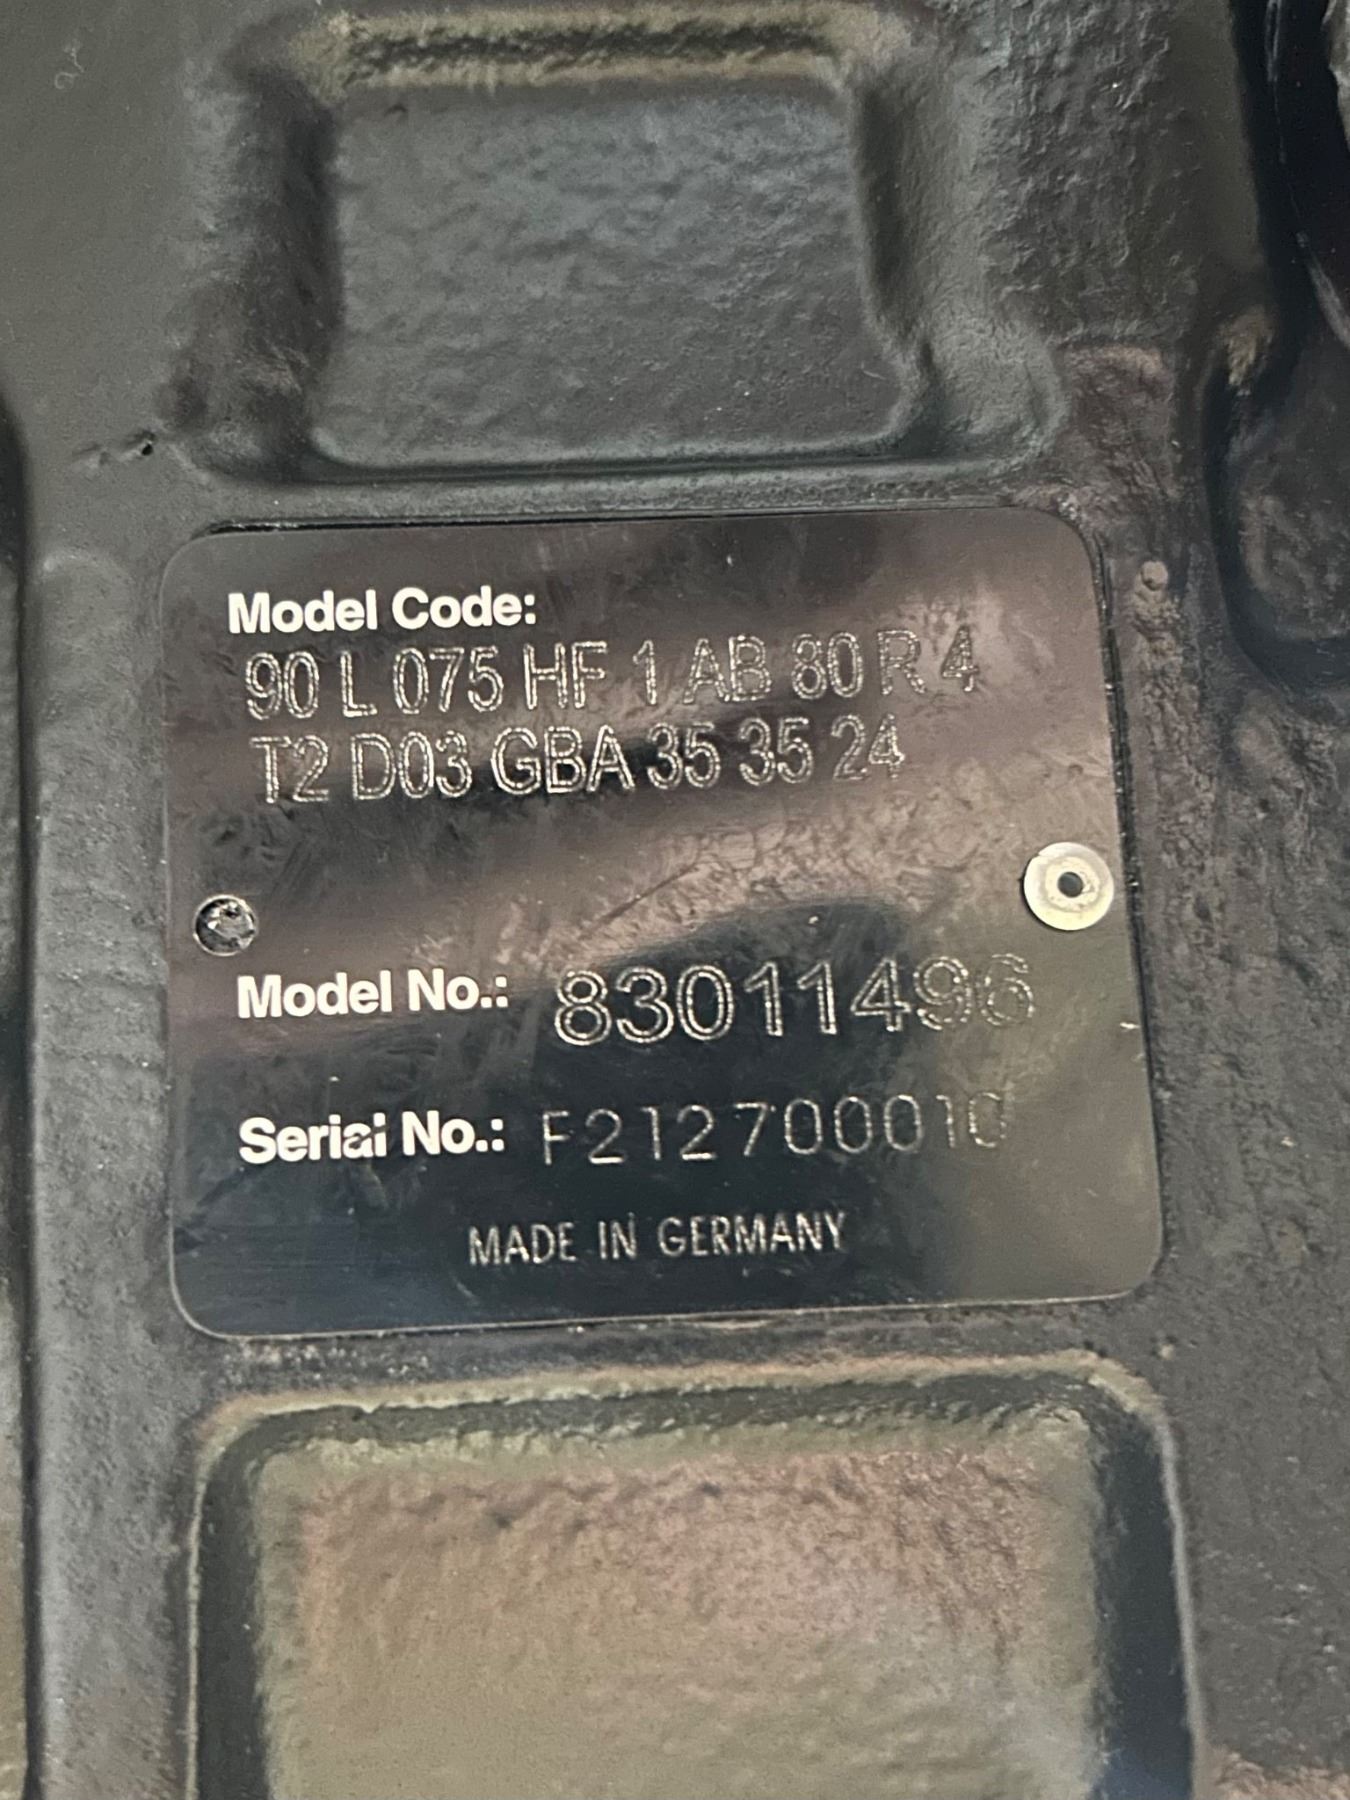 Model Code:
90 L 075 HF 1 AB 80 R 4
T2 D03 GBA 35 35 24
Model No.: 83011496
Serial No.: F212700010
MADE IN GERMANY